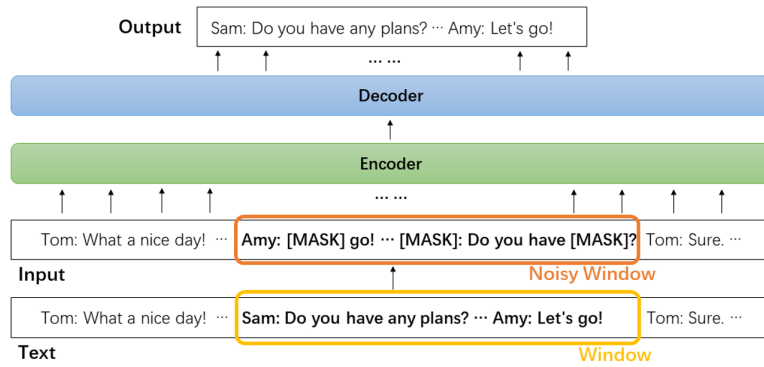 Output
Sam: Do you have any plans? ··· Amy: Let's go!
... ...
Decoder
Encoder
... ...
Tom: What a nice day! ··· Amy: [MASK] go! ··· [MASK]: Do you have [MASK]? Tom: Sure. ···
Input
Noisy Window
Tom: What a nice day! ··· Sam: Do you have any plans? ··· Amy: Let's go! Tom: Sure. ···
Text
Window